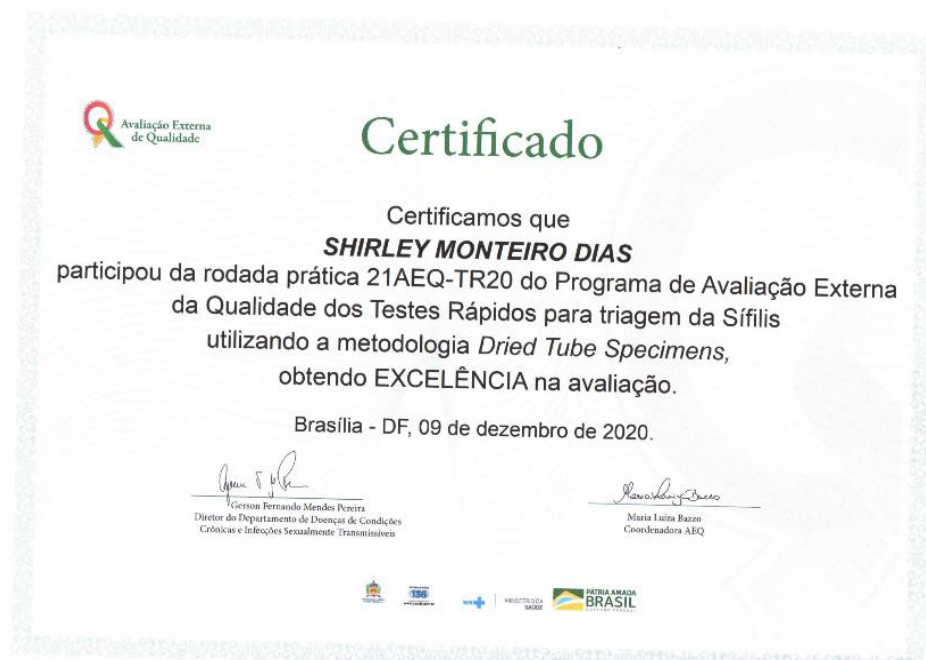 Avaliação Externa
de Qualidade
Certificado
Certificamos que
SHIRLEY MONTEIRO DIAS
participou da rodada prática 21AEQ-TR20 do Programa de Avaliação Externa
da Qualidade dos Testes Rápidos para triagem da Sífilis
utilizando a metodologia Dried Tube Specimens,
obtendo EXCELÊNCIA na avaliação.
Brasília - DF, 09 de dezembro de 2020.
Gerson Fernando Mendes Pereira
Diretor do Departamento de Doenças de Condições
Crônicas e Infecções Sexualmente Transmissíveis
Maria Luiza Bazzo
Coordenadora AEQ
136
SUS
MINISTÉRIO DA
SAÚDE
PÁTRIA AMADA
BRASIL
GOVERNO FEDERAL